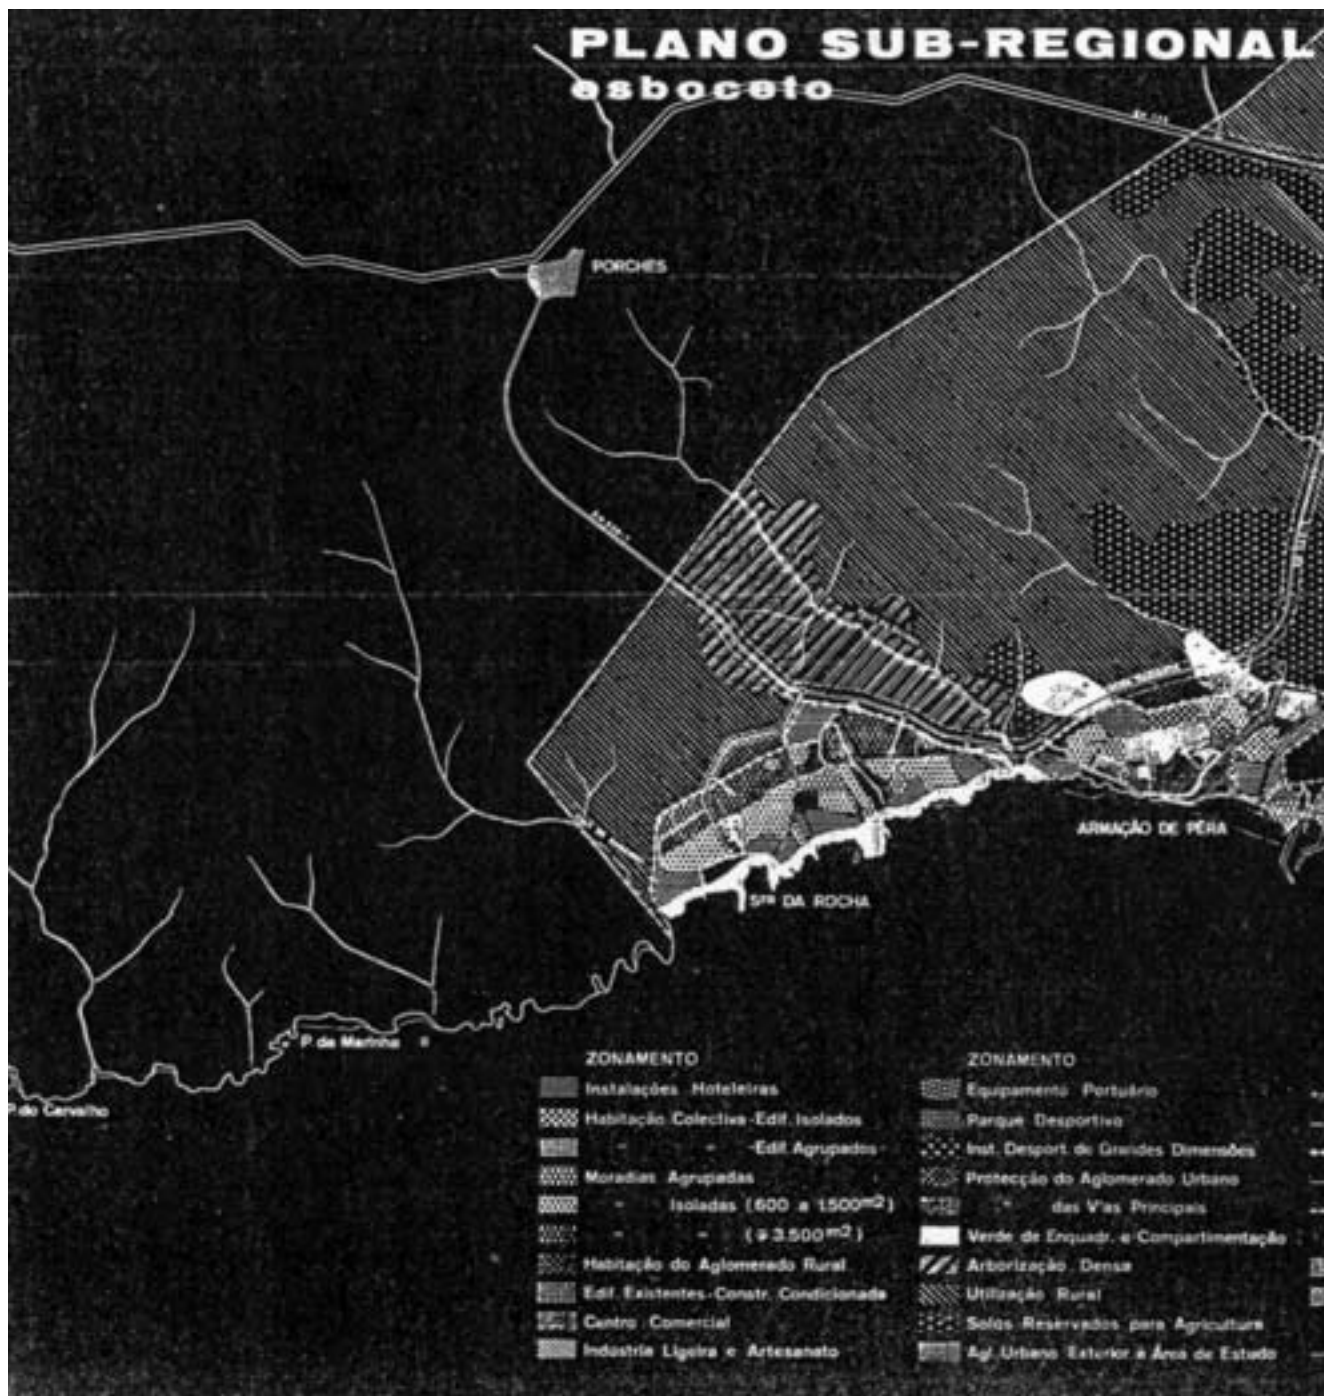 PLANO SUB-REGIONAL
esboceto
PORCHES
ARMAÇÃO DE PÊRA
Sra DA ROCHA
P. da Marinha
P. do Carvalho
ZONAMENTO
Instalações Hoteleiras
Habitação Colectiva-Edif. Isolados
" " -Edif. Agrupados
Moradias Agrupadas
" Isoladas (600 a 1.500m2)
" " (⩾ 3.500m2)
Habitação do Aglomerado Rural
Edif. Existentes-Constr. Condicionada
Centro Comercial
Indústria Ligeira e Artesanato
ZONAMENTO
Equipamento Portuário
Parque Desportivo
Inst. Desport. de Grandes Dimensões
Protecção do Aglomerado Urbano
" das Vias Principais
Verde de Enquadr. e Compartimentação
Arborização Densa
Utilização Rural
Solos Reservados para Agricultura
Agl. Urbano Exterior à Área de Estudo